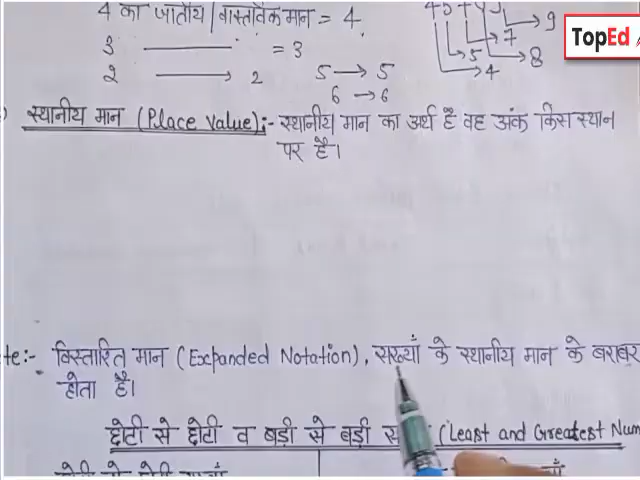 4 का जातीय/वास्तविक मान = 4.
3 = 3
2 → 2
5 → 5
6 → 6
9
7
5 8
4
TopEd
स्थानीय मान (Place Value):- स्थानीय मान का अर्थ है वह अंक किस स्थान
पर है।
te:- विस्तारित मान (Expanded Notation), सख्याँ के स्थानीय मान के बराबर
होता है।
छोटी से छोटी व बड़ी से बड़ी स (Least and Greatest Num